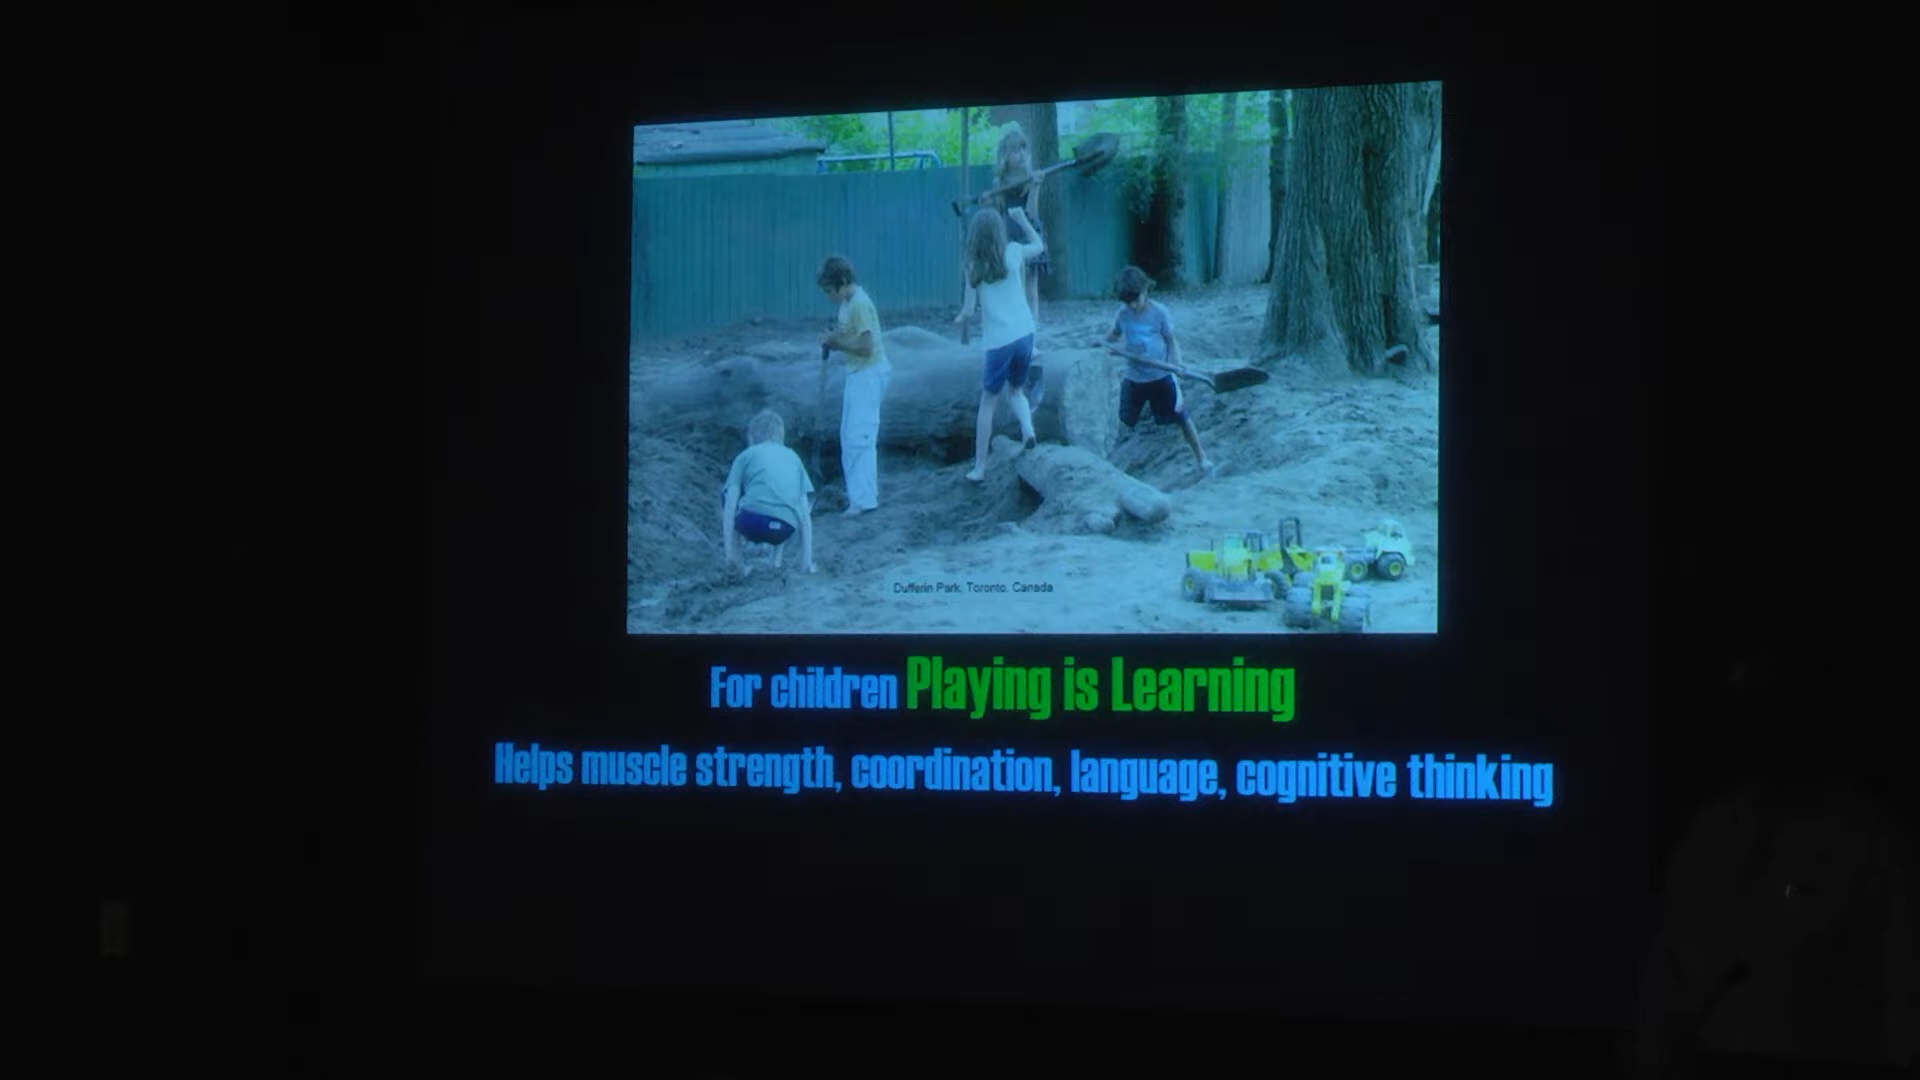 Dufferin Park; Toronto, Canada
For children Playing is Learning
Helps muscle strength, coordination, language, cognitive thinking